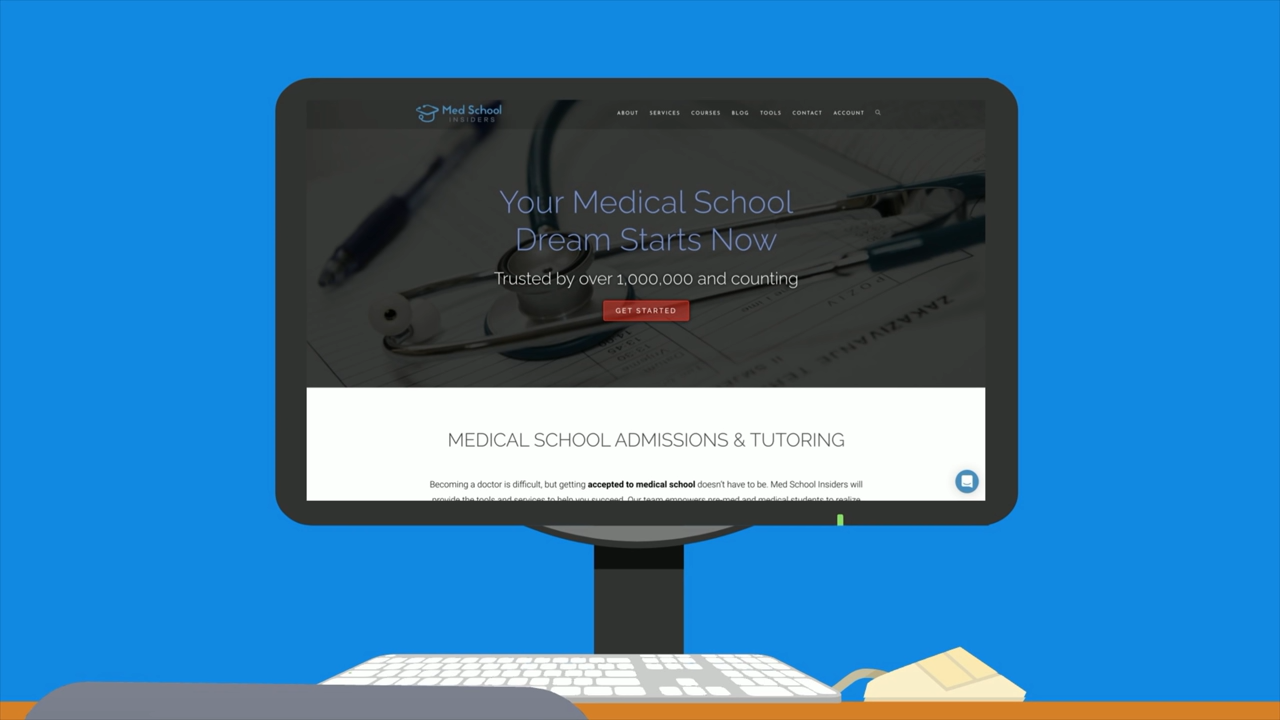 Med School
INSIDERS
ABOUT SERVICES COURSES BLOG TOOLS CONTACT ACCOUNT
Your Medical School
Dream Starts Now
Trusted by over 1,000,000 and counting
GET STARTED
ZAKAZIVANJE TERMI
POZIV
MEDICAL SCHOOL ADMISSIONS & TUTORING
Becoming a doctor is difficult, but getting accepted to medical school doesn't have to be. Med School Insiders will
provide the tools and services to help you succeed. Our team empowers pre-med and medical students to realize